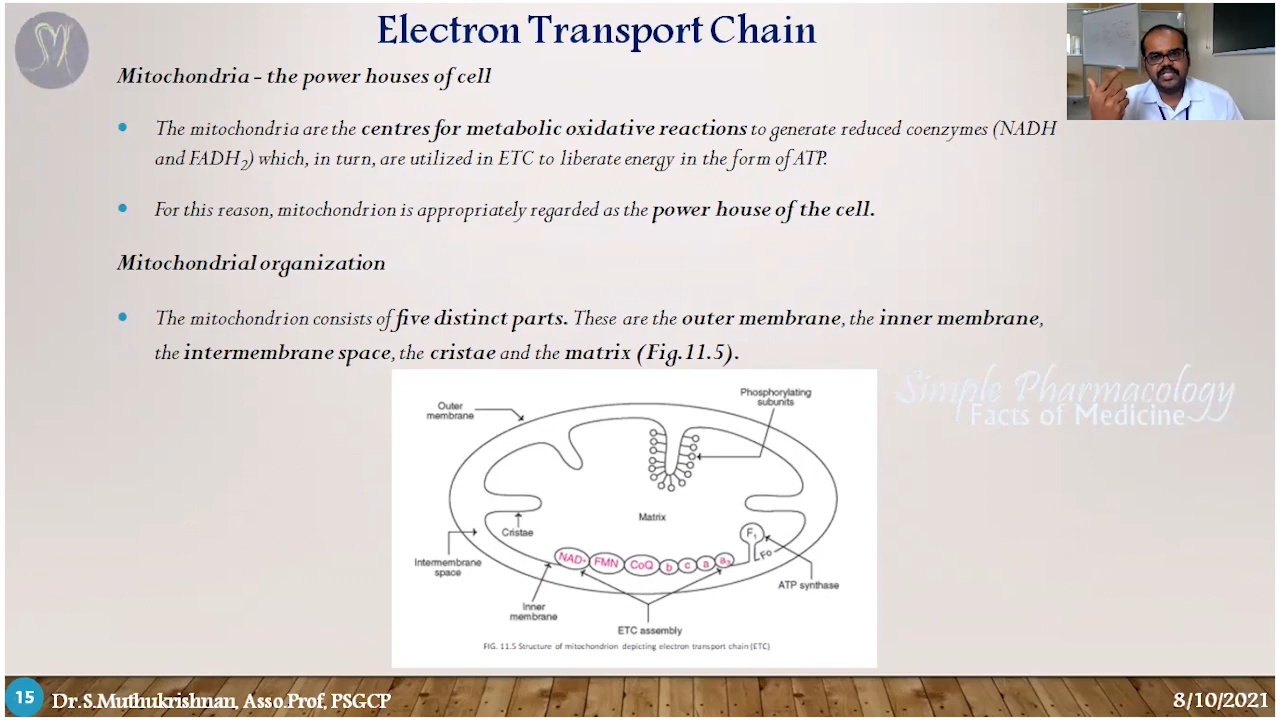 SM
Electron Transport Chain
Mitochondria - the power houses of cell
The mitochondria are the centres for metabolic oxidative reactions to generate reduced coenzymes (NADH
and FADH2) which, in turn, are utilized in ETC to liberate energy in the form of ATP.
For this reason, mitochondrion is appropriately regarded as the power house of the cell.
Mitochondrial organization
The mitochondrion consists of five distinct parts. These are the outer membrane, the inner membrane,
the intermembrane space, the cristae and the matrix (Fig.11.5).
Simple Pharmacology
Facts of Medicine
Phosphorylating
subunits
Outer
membrane
Matrix
Cristae
F1
Fo
NAD+ FMN CoQ b c a a3
Intermembrane
space
ATP synthase
Inner
membrane
ETC assembly
FIG. 11.5 Structure of mitochondrion depicting electron transport chain (ETC)
15 Dr.S.Muthukrishnan, Asso.Prof, PSGCP
8/10/2021